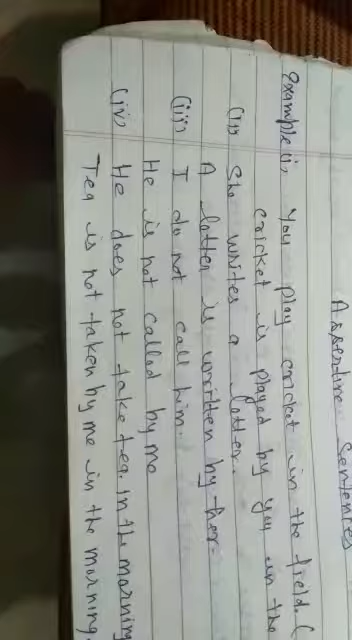 Assertive Sentences
Example (i), You play cricket in the field. (
cricket is played by you in the
(ii) She writes a letter.
A letter is written by her.
(iii) I do not call him.
He is not called by me
(iv) He does not take tea in the morning
Tea is not taken by me in the morning.